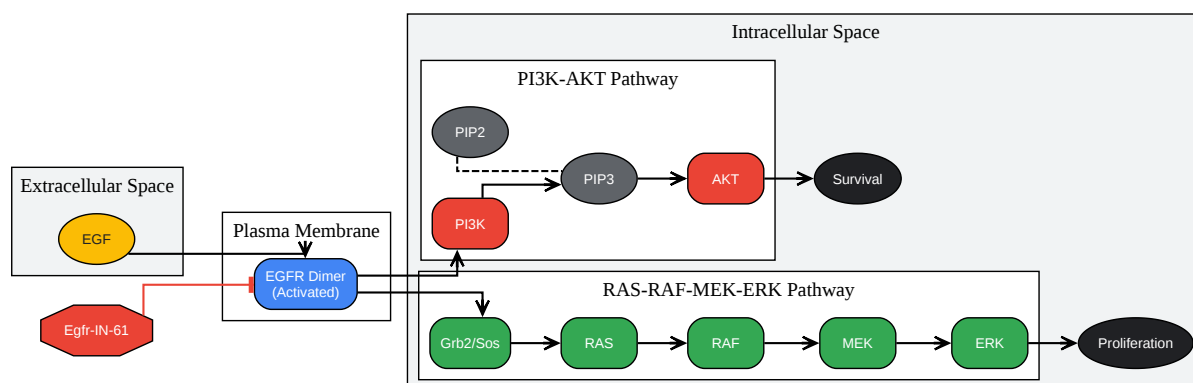 Intracellular Space
PI3K-AKT Pathway
PIP2
PIP3
AKT
Survival
PI3K
Extracellular Space
EGF
Plasma Membrane
EGFR Dimer
(Activated)
Egfr-IN-61
RAS-RAF-MEK-ERK Pathway
Grb2/Sos
RAS
RAF
MEK
ERK
Proliferation